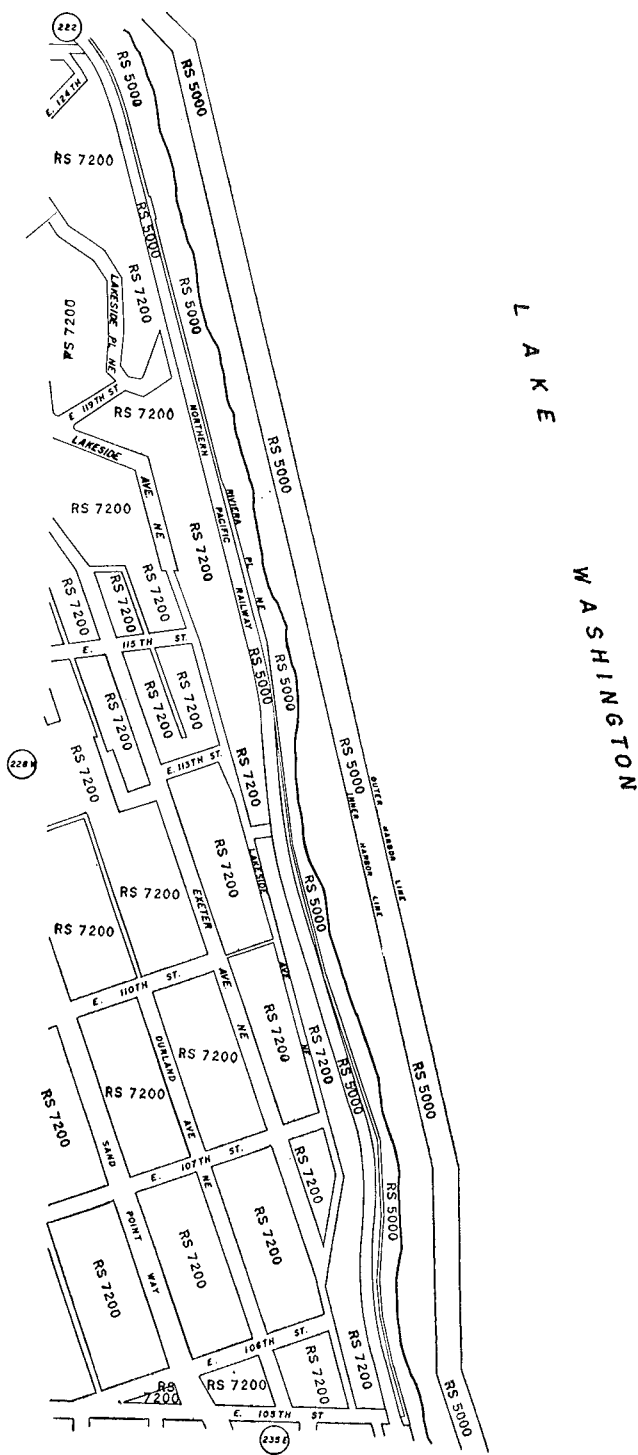 222
RS 5000
RS 5000
E. 124TH
RS 7200
RS 7200
RS 5000
LAKESIDE PL NE
RS 7200
RS 5000
RS 7200
E 119TH ST
RS 7200
LAKESIDE AVE. NE
NORTHERN PACIFIC RAILWAY
RIVIERA PL NE
RS 5000
LAKE WASHINGTON
RS 7200
RS 7200
RS 7200
RS 7200
RS 7200
E. 115TH ST.
RS 5000
RS 5000
RS 7200
RS 7200
RS 7200
RS 7200
E. 113TH ST.
228 W
RS 7200
RS 5000
OUTER HARBOR LINE
INNER HARBOR LINE
LAKESIDE AVE NE
RS 7200
RS 7200
RS 7200
EXETER AVE. NE
RS 5000
E. 110TH ST.
RS 7200
RS 7200
RS 7200
RS 7200
RS 7200
DURLAND AVE NE
RS 5000
RS 5000
SAND POINT WAY
E. 107TH ST.
RS 7200
RS 5000
RS 7200
RS 7200
RS 7200
E. 106TH ST.
RS 7200
RS 7200
RS 7200
RS 7200
RS 5000
E. 105TH ST
235 E